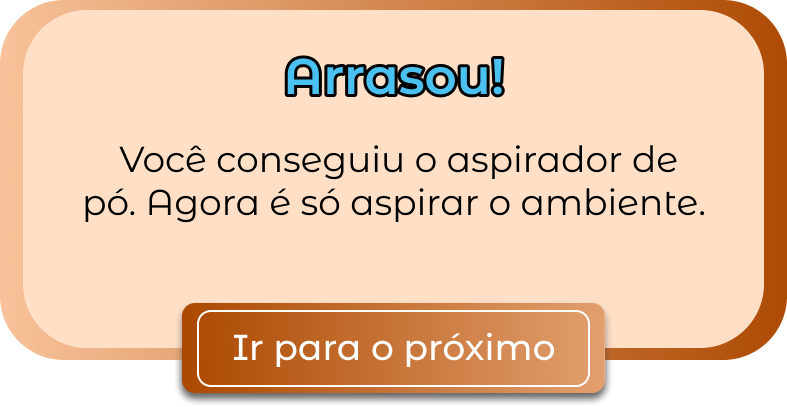 Arrasou!
Você conseguiu o aspirador de
pó. Agora é só aspirar o ambiente.
Ir para o próximo